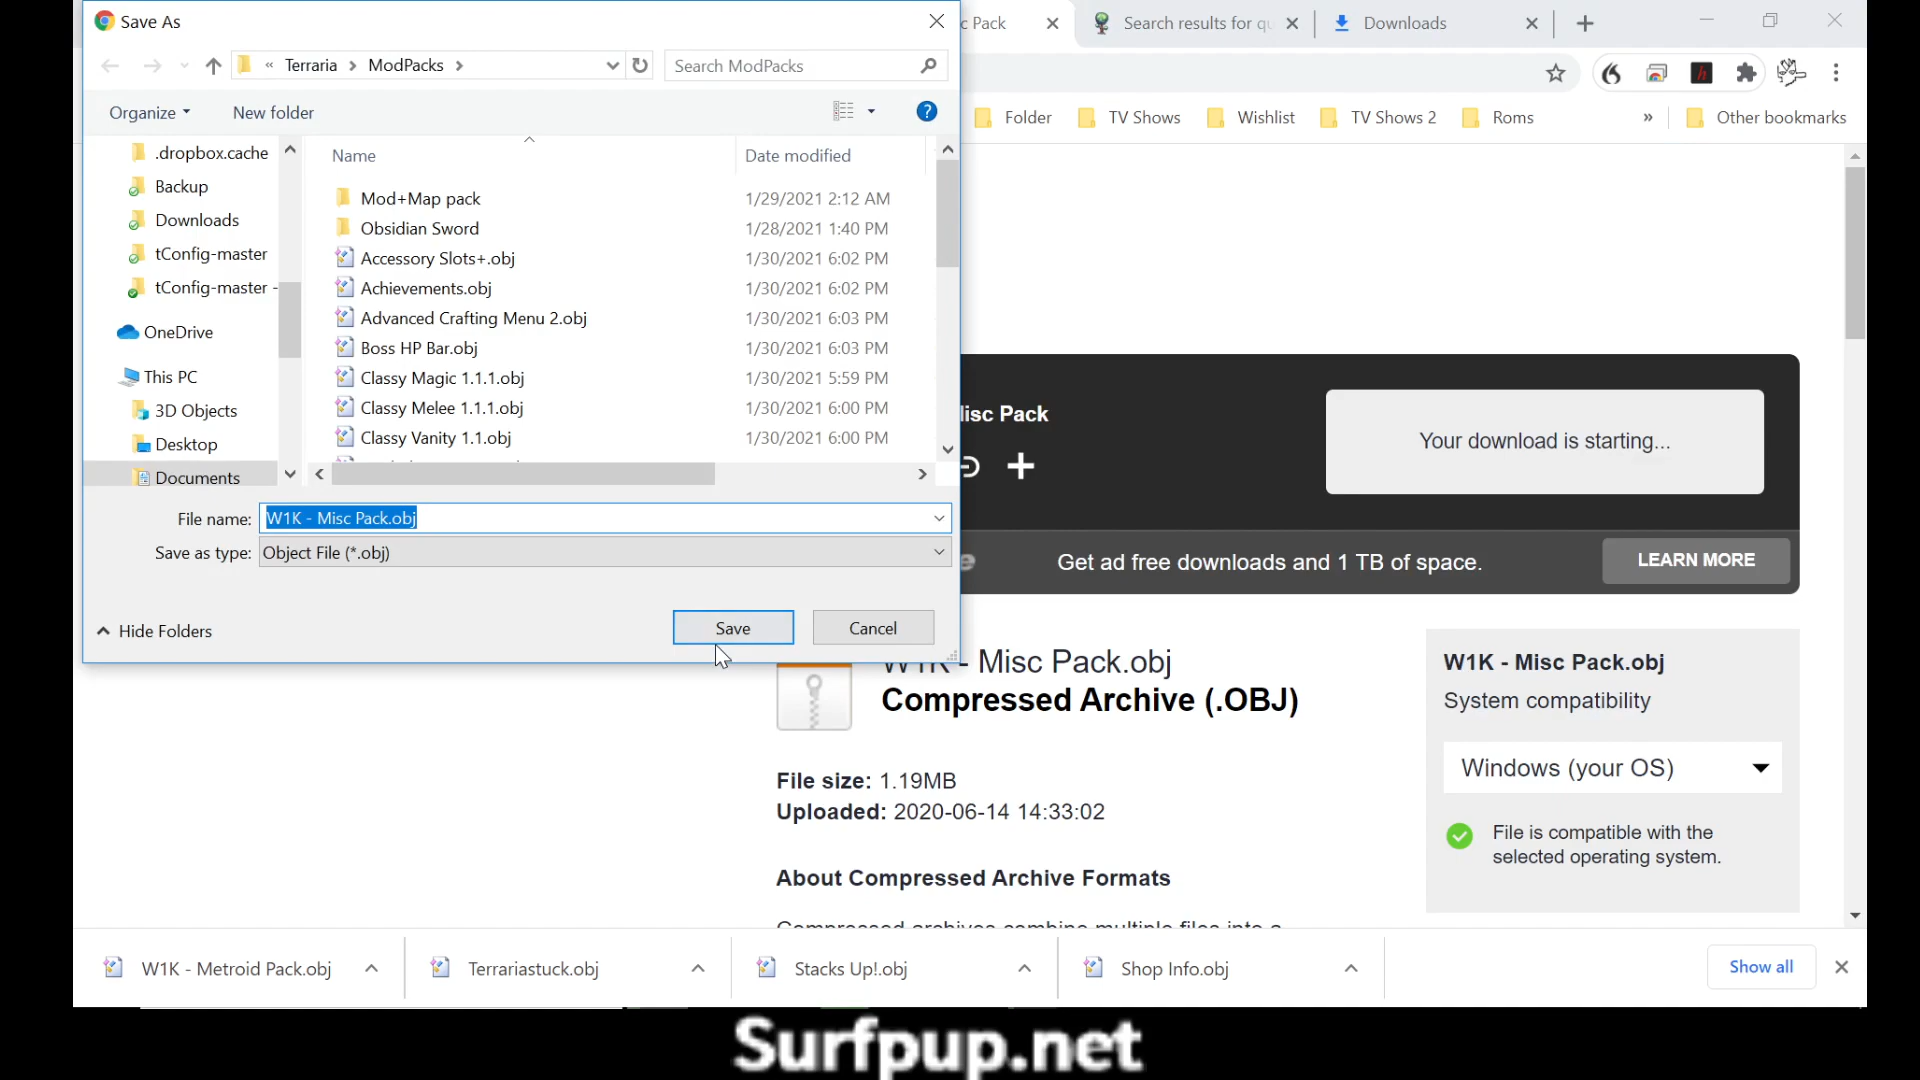 Save As
c Pack
Search results for qu
Downloads
« Terraria > ModPacks >
Search ModPacks
Organize
New folder
Folder
TV Shows
Wishlist
TV Shows 2
Roms
»
Other bookmarks
.dropbox.cache
Backup
Downloads
tConfig-master
tConfig-master -
OneDrive
This PC
3D Objects
Desktop
Documents
Name
Date modified
Mod+Map pack 1/29/2021 2:12 AM
Obsidian Sword 1/28/2021 1:40 PM
Accessory Slots+.obj 1/30/2021 6:02 PM
Achievements.obj 1/30/2021 6:02 PM
Advanced Crafting Menu 2.obj 1/30/2021 6:03 PM
Boss HP Bar.obj 1/30/2021 6:03 PM
Classy Magic 1.1.1.obj 1/30/2021 5:59 PM
Classy Melee 1.1.1.obj 1/30/2021 6:00 PM
Classy Vanity 1.1.obj 1/30/2021 6:00 PM
File name: W1K - Misc Pack.obj
Save as type: Object File (*.obj)
Hide Folders
Save
Cancel
isc Pack
Your download is starting...
Get ad free downloads and 1 TB of space.
LEARN MORE
W1K - Misc Pack.obj
Compressed Archive (.OBJ)
File size: 1.19MB
Uploaded: 2020-06-14 14:33:02
About Compressed Archive Formats
Compressed archives combine multiple files into a
W1K - Misc Pack.obj
System compatibility
Windows (your OS)
File is compatible with the
selected operating system.
W1K - Metroid Pack.obj
Terrariastuck.obj
Stacks Up!.obj
Shop Info.obj
Show all
Surfpup.net